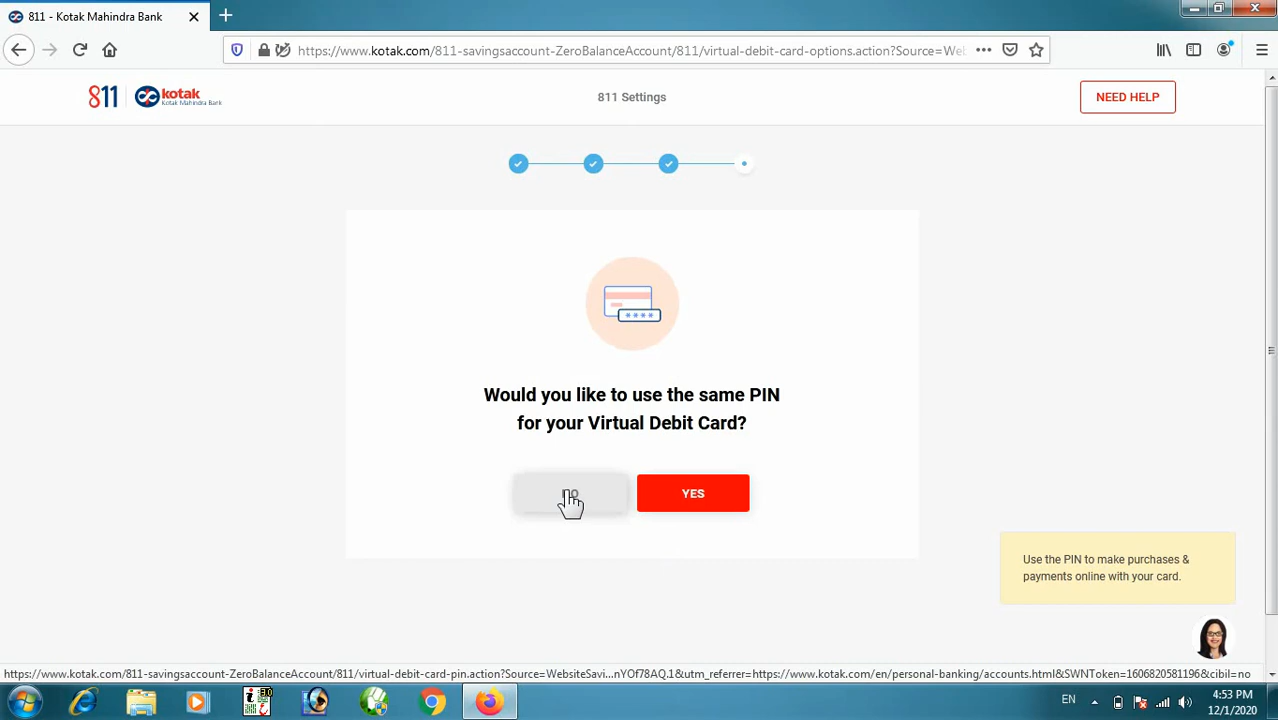 811 - Kotak Mahindra Bank
https://www.kotak.com/811-savingsaccount-ZeroBalanceAccount/811/virtual-debit-card-options.action?Source=We
811 kotak
Kotak Mahindra Bank
811 Settings
NEED HELP
Would you like to use the same PIN
for your Virtual Debit Card?
YES
Use the PIN to make purchases &
payments online with your card.
https://www.kotak.com/811-savingsaccount-ZeroBalanceAccount/811/virtual-debit-card-pin.action?Source=WebsiteSavi...nYOf78AQ.1&utm_referrer=https://www.kotak.com/en/personal-banking/accounts.html&SWNToken=1606820581196&cibil=no
EN
4:53 PM
12/1/2020